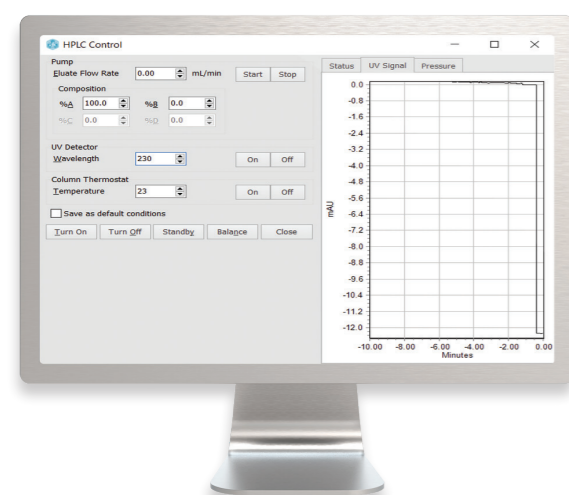 HPLC Control
Pump
Eluate Flow Rate 0.00 mL/min Start Stop
Composition
%A 100.0 %B 0.0
%C 0.0 %D 0.0
UV Detector
Wavelength 230 On Off
Column Thermostat
Temperature 23 On Off
Save as default conditions
Turn On Turn Off Standby Balance Close
Status UV Signal Pressure
0.0
-0.8
-1.6
-2.4
-3.2
-4.0
-4.8
-5.6
-6.4
-7.2
-8.0
-8.8
-9.6
-10.4
-11.2
-12.0
mAU
-10.00 -8.00 -6.00 -4.00 -2.00 0.00
Minutes